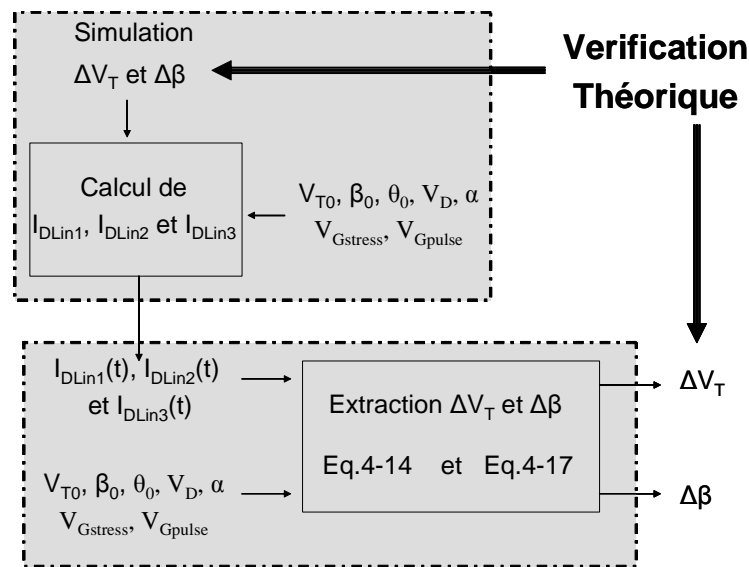 Simulation
ΔV_T et Δβ
Verification
Théorique
Calcul de
I_DLin1, I_DLin2 et I_DLin3
V_T0, β_0, θ_0, V_D, α
V_Gstress, V_Gpulse
I_DLin1(t), I_DLin2(t)
et I_DLin3(t)
V_T0, β_0, θ_0, V_D, α
V_Gstress, V_Gpulse
Extraction ΔV_T et Δβ
Eq.4-14 et Eq.4-17
ΔV_T
Δβ